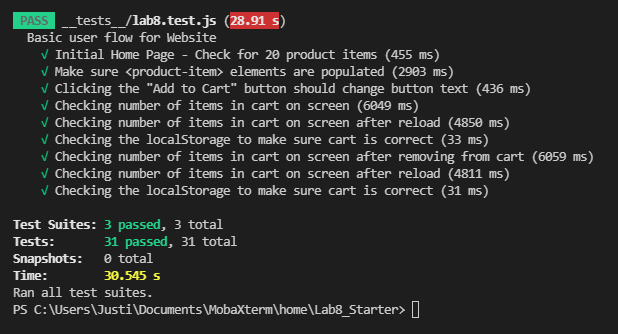 PASS __tests__/lab8.test.js (28.91 s)
Basic user flow for Website
√ Initial Home Page - Check for 20 product items (455 ms)
√ Make sure <product-item> elements are populated (2903 ms)
√ Clicking the "Add to Cart" button should change button text (436 ms)
√ Checking number of items in cart on screen (6049 ms)
√ Checking number of items in cart on screen after reload (4850 ms)
√ Checking the localStorage to make sure cart is correct (33 ms)
√ Checking number of items in cart on screen after removing from cart (6059 ms)
√ Checking number of items in cart on screen after reload (4811 ms)
√ Checking the localStorage to make sure cart is correct (31 ms)
Test Suites: 3 passed, 3 total
Tests: 31 passed, 31 total
Snapshots: 0 total
Time: 30.545 s
Ran all test suites.
PS C:\Users\Justi\Documents\MobaXterm\home\Lab8_Starter>